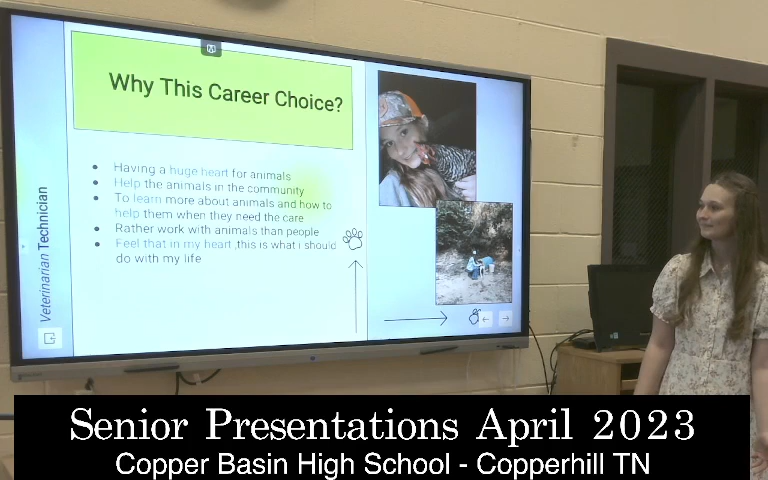 Why This Career Choice?
Having a huge heart for animals
Help the animals in the community
To learn more about animals and how to
help them when they need the care
Rather work with animals than people
Feel that in my heart ,this is what i should
do with my life
Veterinarian Technician
Senior Presentations April 2023
Copper Basin High School - Copperhill TN